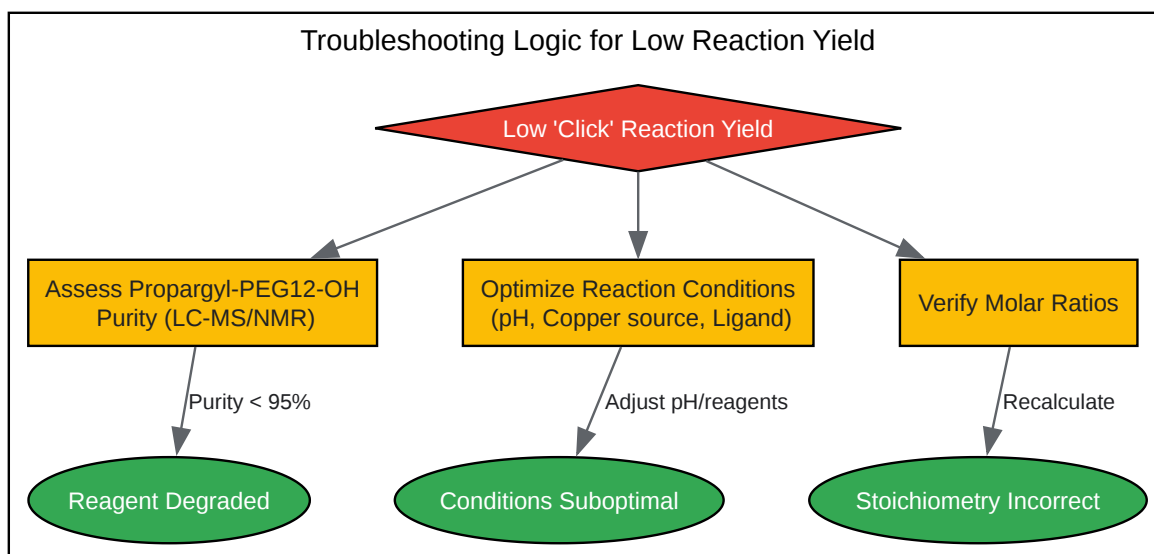 Troubleshooting Logic for Low Reaction Yield
Low 'Click' Reaction Yield
Assess Propargyl-PEG12-OH
Purity (LC-MS/NMR)
Optimize Reaction Conditions
(pH, Copper source, Ligand)
Verify Molar Ratios
Purity < 95%
Adjust pH/reagents
Recalculate
Reagent Degraded
Conditions Suboptimal
Stoichiometry Incorrect